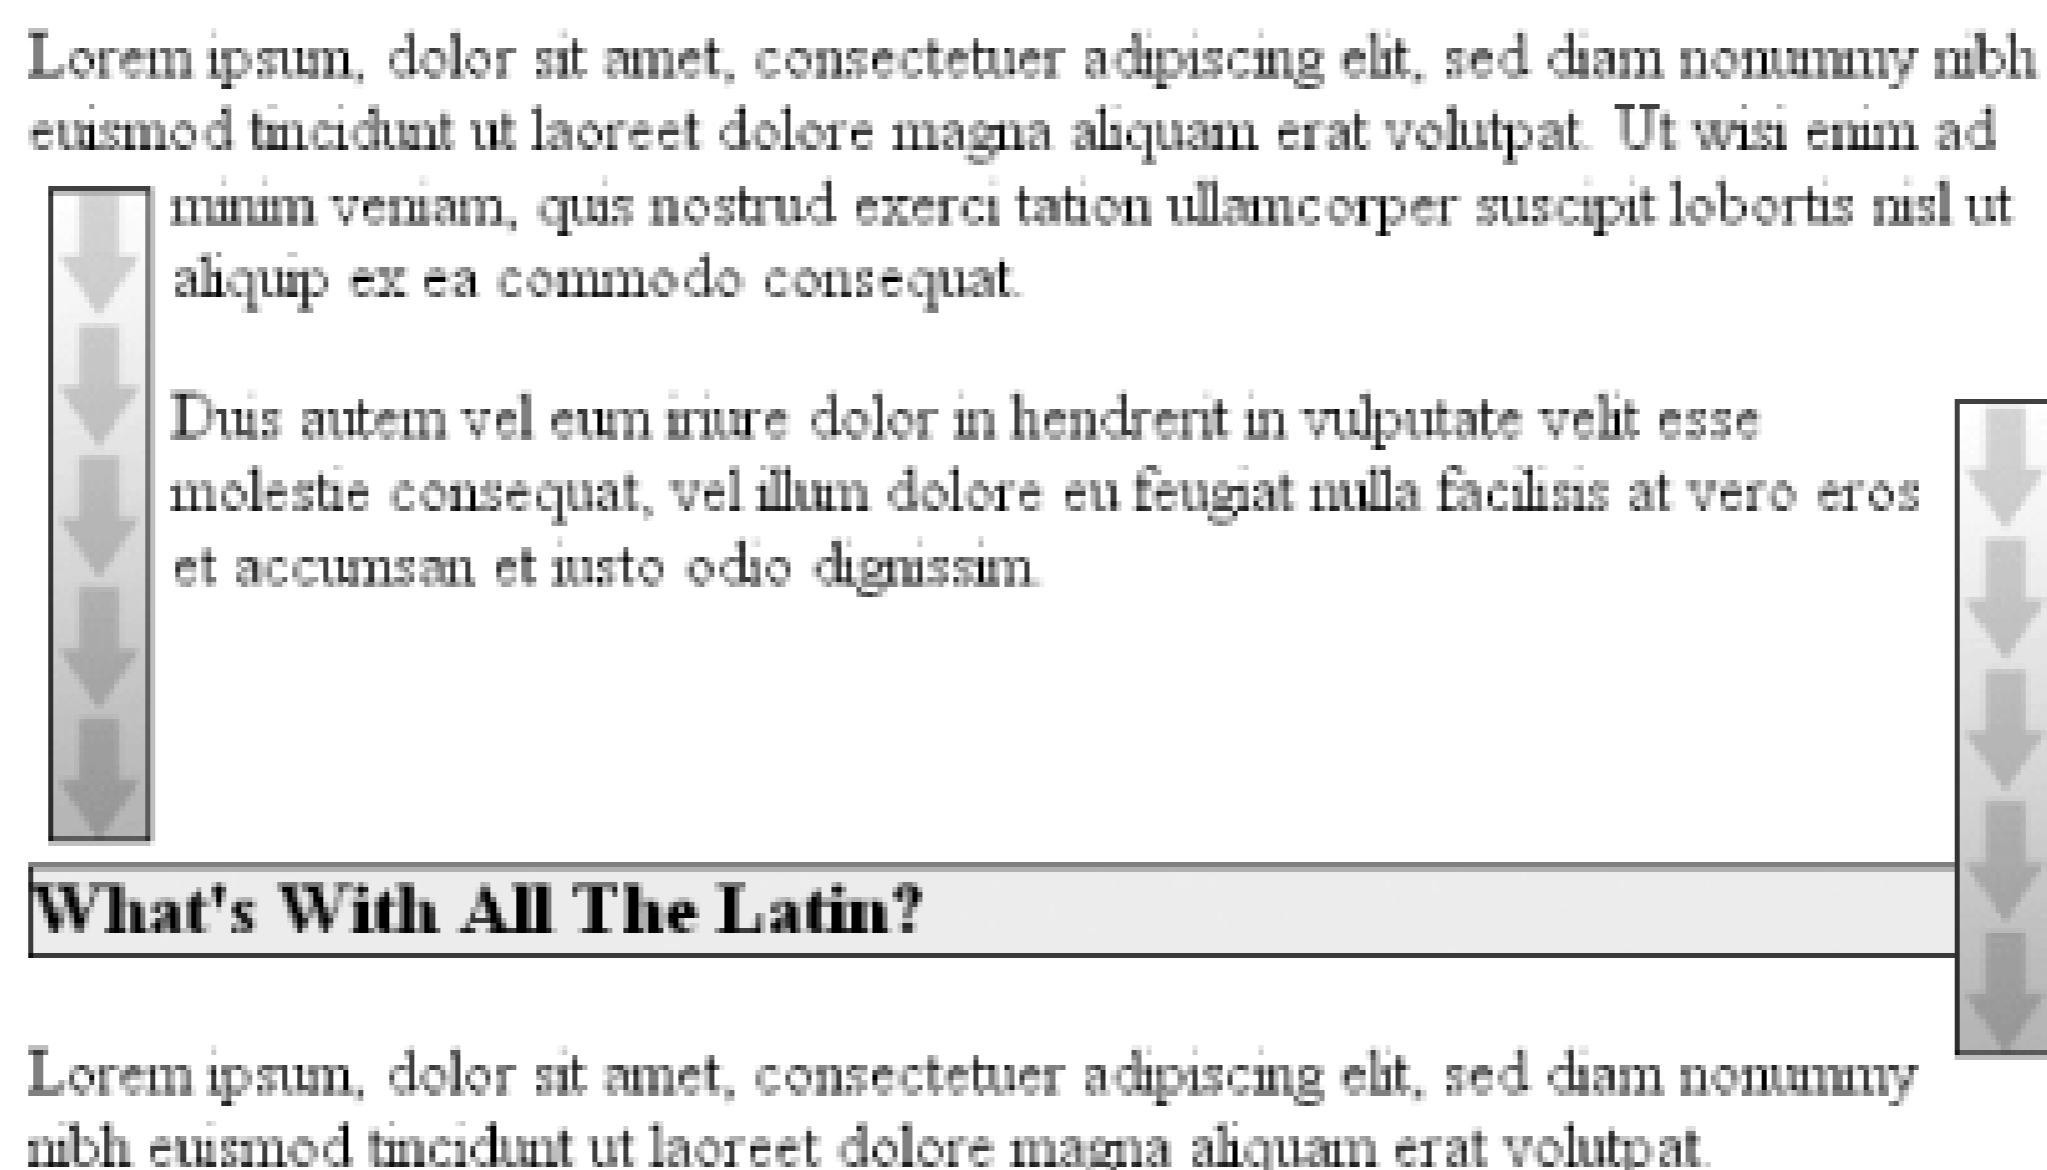 Lorem ipsum, dolor sit amet, consectetuer adipiscing elit, sed diam nonummy nibh
euismod tincidunt ut laoreet dolore magna aliquam erat volutpat. Ut wisi enim ad
minim veniam, quis nostrud exerci tation ullamcorper suscipit lobortis nisl ut
aliquip ex ea commodo consequat.
Duis autem vel eum iriure dolor in hendrerit in vulputate velit esse
molestie consequat, vel illum dolore eu feugiat nulla facilisis at vero eros
et accumsan et iusto odio dignissim.
What's With All The Latin?
Lorem ipsum, dolor sit amet, consectetuer adipiscing elit, sed diam nonummy
nibh euismod tincidunt ut laoreet dolore magna aliquam erat volutpat.